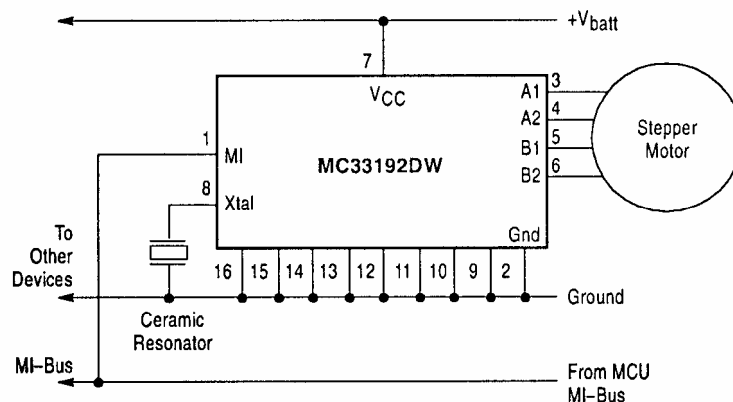 +Vbatt
7
VCC
3
A1
4
A2
5
B1
6
B2
Stepper
Motor
1
MI
MC33192DW
8
Xtal
Gnd
To
Other
Devices
16 15 14 13 12 11 10 9 2
Ground
Ceramic
Resonator
MI–Bus
From MCU
MI–Bus